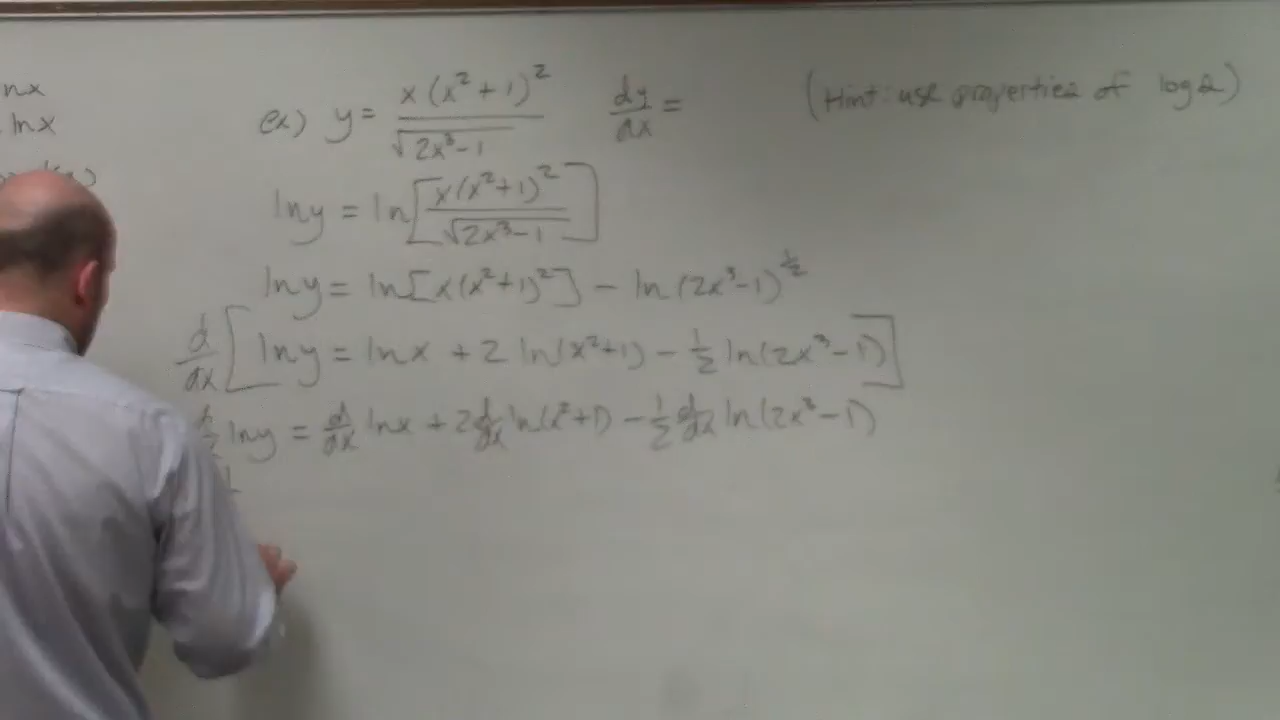 nx
lnx
ex) y = x(x²+1)² / √(2x³-1)   dy/dx =   (Hint: use properties of logs)
ln y = ln[x(x²+1)² / √(2x³-1)]
ln y = ln[x(x²+1)²] - ln(2x³-1)^½
d/dx [ln y = ln x + 2 ln(x²+1) - ½ ln(2x³-1)]
ln y = d/dx ln x + 2 d/dx ln(x²+1) - ½ d/dx ln(2x³-1)